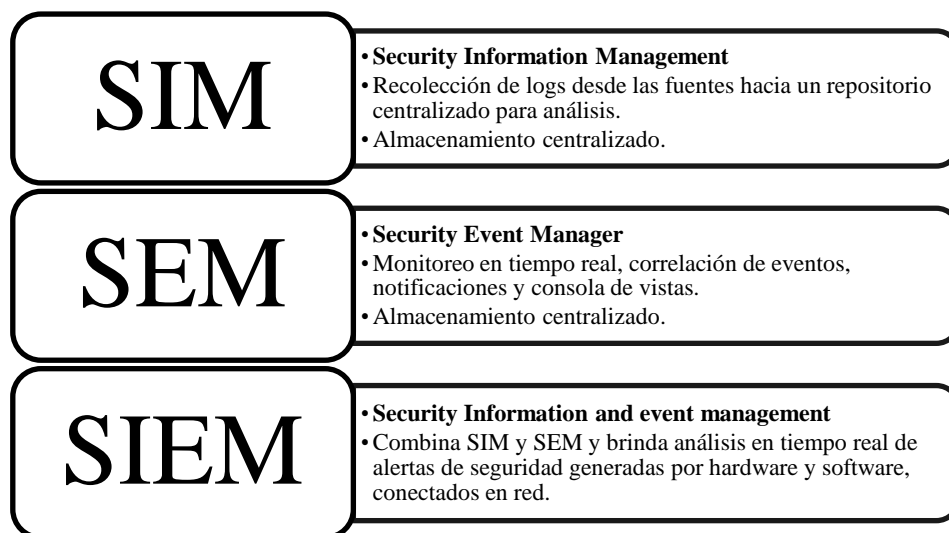 SIM
• Security Information Management
• Recolección de logs desde las fuentes hacia un repositorio
centralizado para análisis.
• Almacenamiento centralizado.
SEM
• Security Event Manager
• Monitoreo en tiempo real, correlación de eventos,
notificaciones y consola de vistas.
• Almacenamiento centralizado.
SIEM
• Security Information and event management
• Combina SIM y SEM y brinda análisis en tiempo real de
alertas de seguridad generadas por hardware y software,
conectados en red.